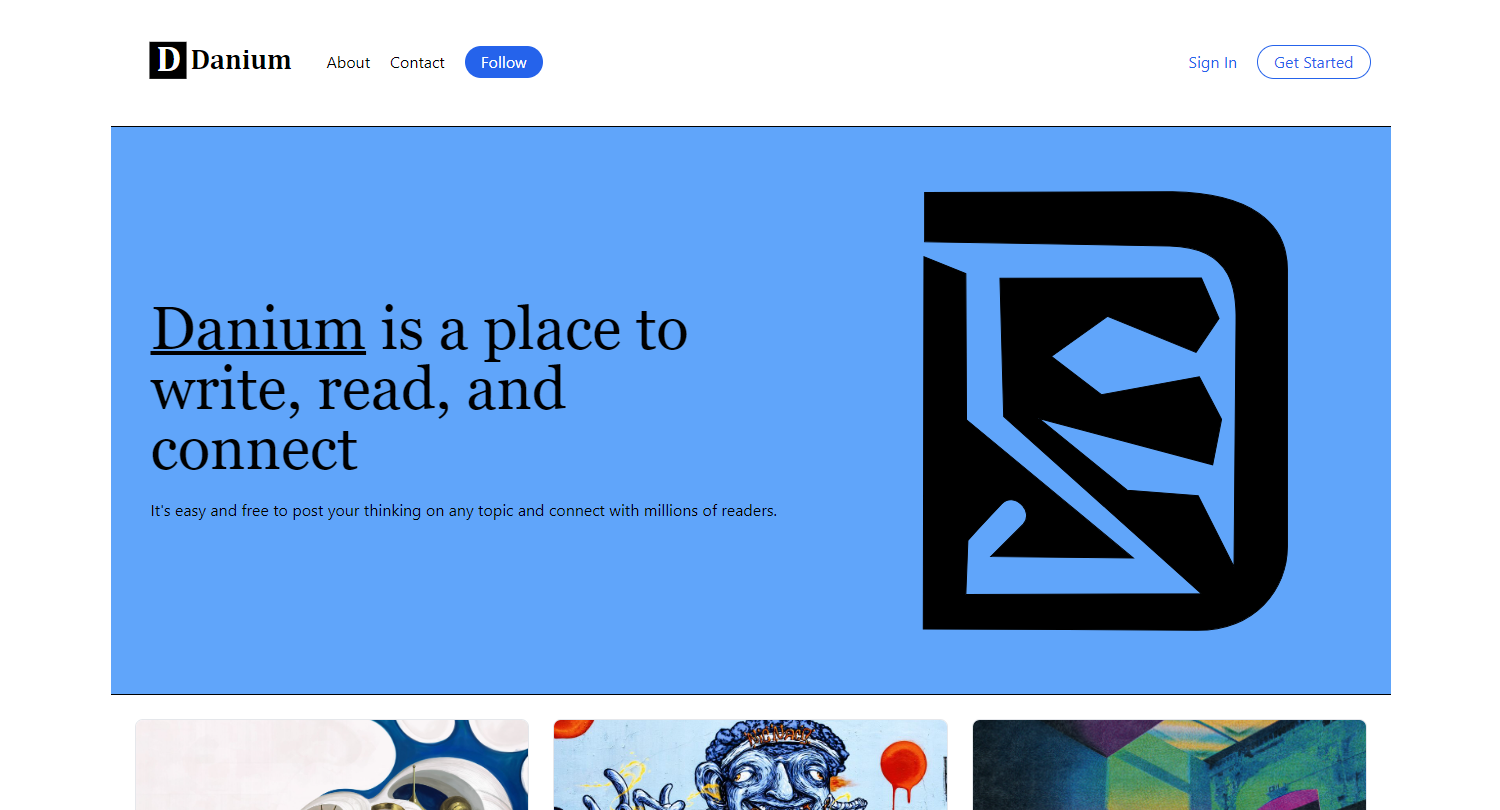 D Danium
About
Contact
Follow
Sign In
Get Started
Danium is a place to
write, read, and
connect
It's easy and free to post your thinking on any topic and connect with millions of readers.